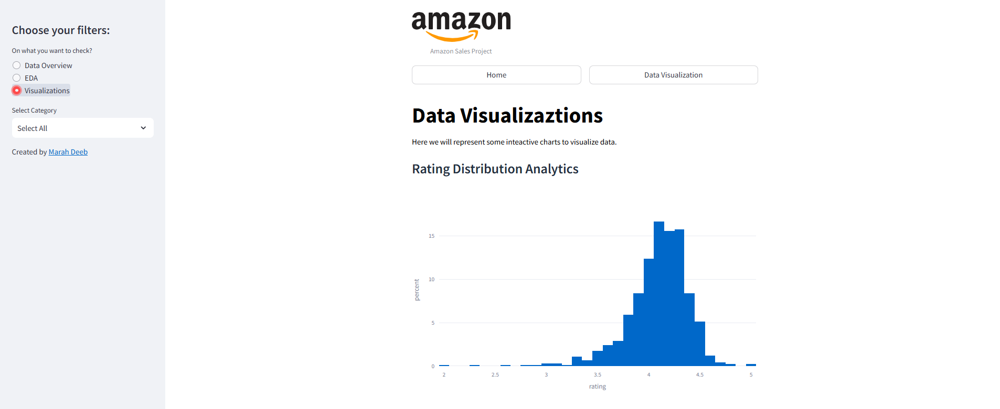 Choose your filters:
On what you want to check?
Data Overview
EDA
Visualizations
Select Category
Select All
Created by Marah Deeb
amazon
Amazon Sales Project
Home
Data Visualization
Data Visualizaztions
Here we will represent some inteactive charts to visualize data.
Rating Distribution Analytics
15
10
5
0
percent
2 2.5 3 3.5 4 4.5 5
rating